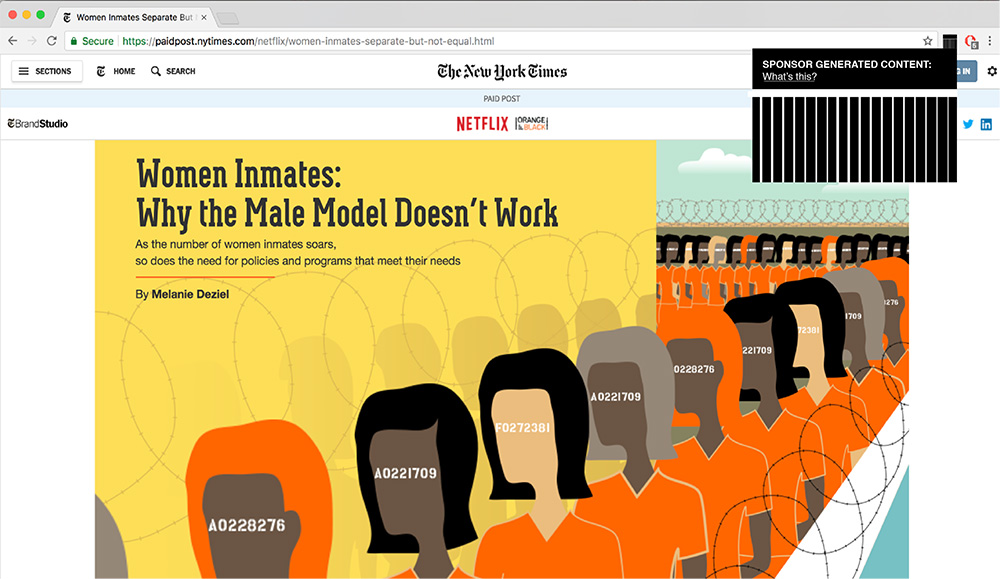 Women Inmates Separate But
Secure https://paidpost.nytimes.com/netflix/women-inmates-separate-but-not-equal.html
6
SECTIONS HOME SEARCH
The New York Times
SPONSOR GENERATED CONTENT:
What's this?
IN
PAID POST
TBrandStudio
NETFLIX ORANGE is the new BLACK
Women Inmates:
Why the Male Model Doesn't Work
As the number of women inmates soars,
so does the need for policies and programs that meet their needs
By Melanie Deziel
1709
72381
221709
0228276
A0221709
F0272381
A0221709
A0228276